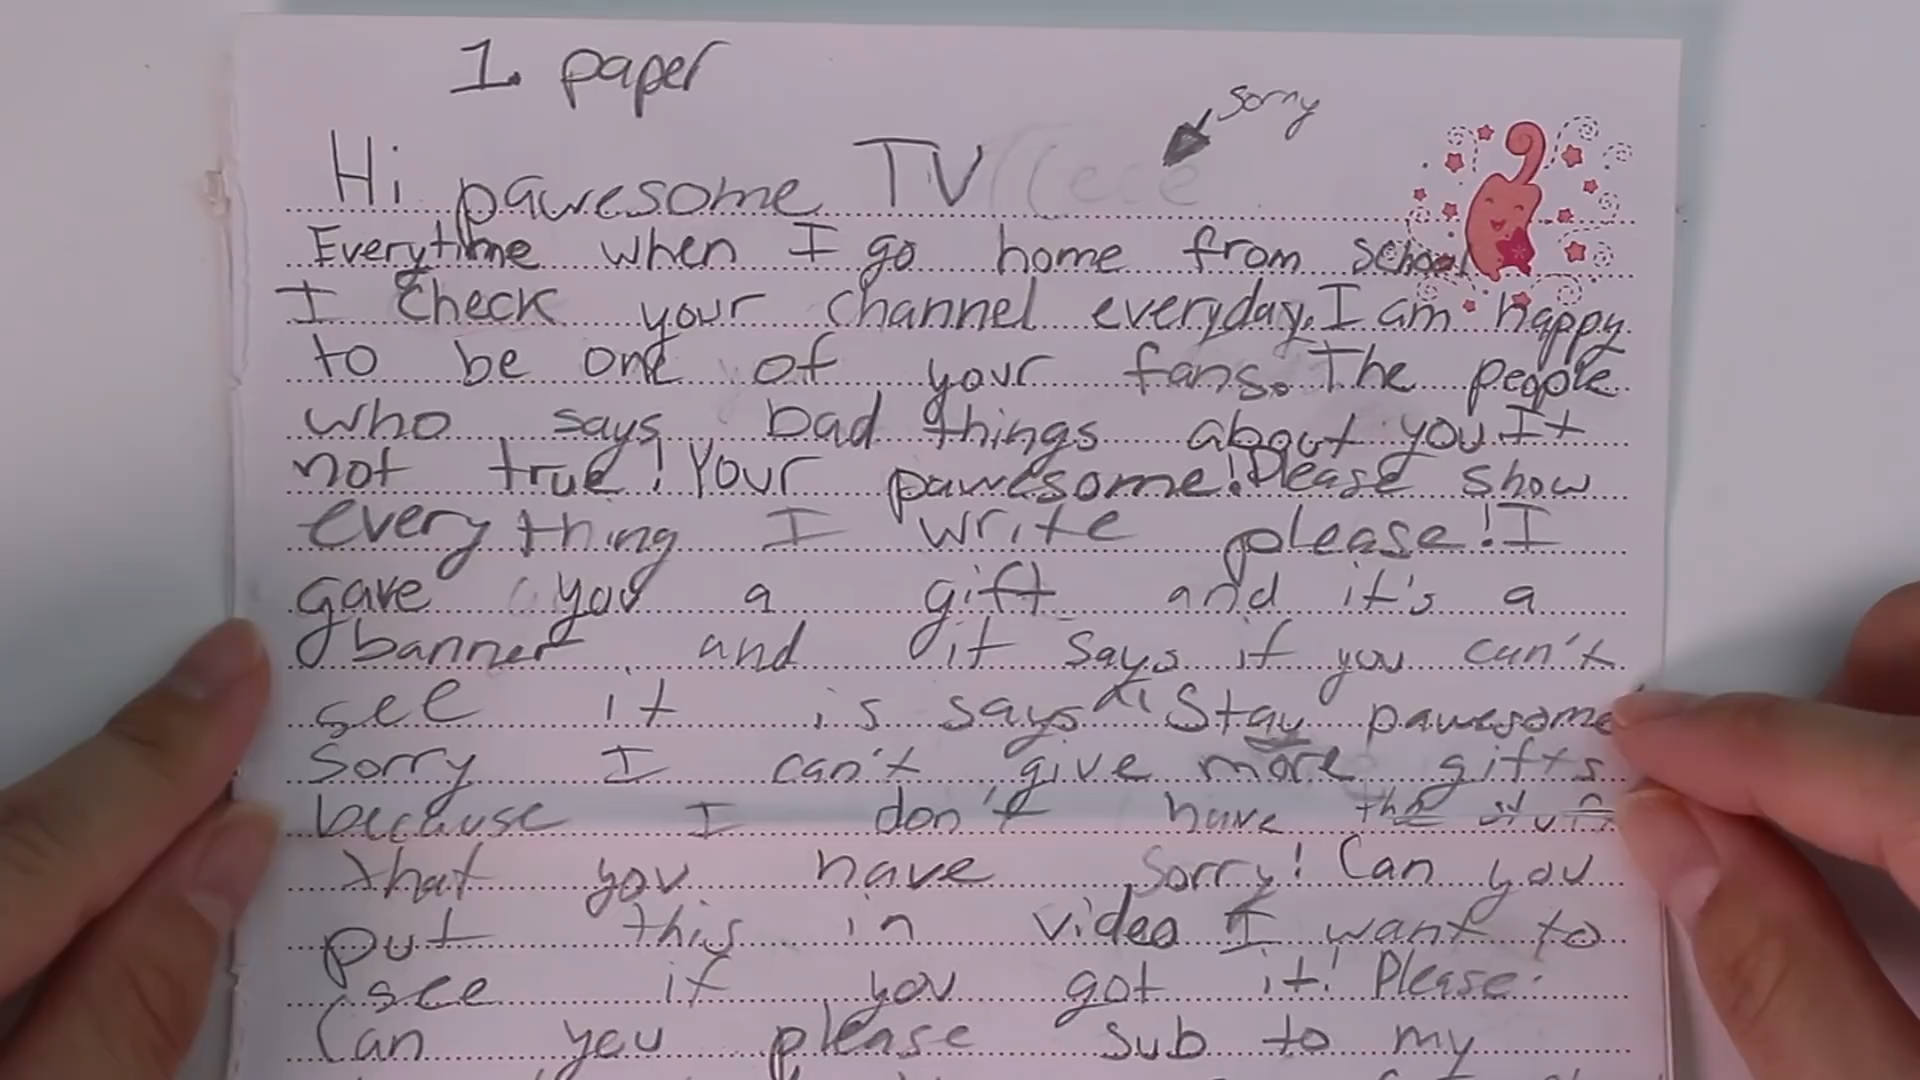 1. paper
sorry
Hi pawesome TV
Everytime when I go home from school
I check your channel everyday. I am happy
to be one of your fans. The people
who says bad things about you It
not true! Your pawesome! Please show
everything I write please! I
gave you a gift and it's a
banner and it says if you can't
see it is says "Stay pawesome
Sorry I can't give more gifts
because I don't have the stuff
that you have Sorry! Can you
put this in video I want to
see if you got it! Please
Can you please sub to my